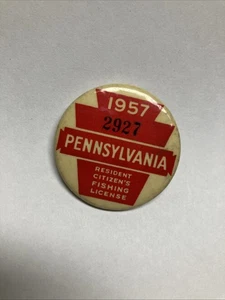 1957
2927
PENNSYLVANIA
RESIDENT
CITIZEN'S
FISHING
LICENSE